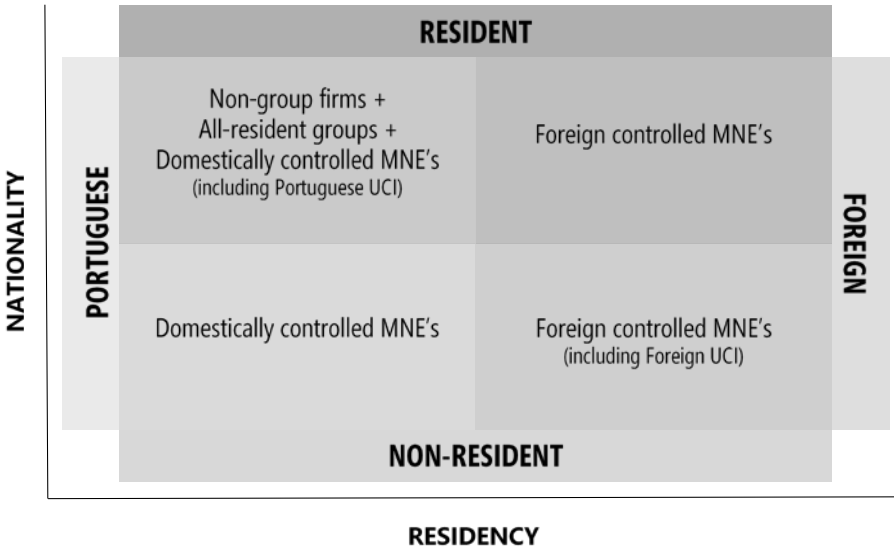 RESIDENT
Non-group firms +
All-resident groups +
Domestically controlled MNE's
(including Portuguese UCI)
Foreign controlled MNE's
NATIONALITY
PORTUGUESE
FOREIGN
Domestically controlled MNE's
Foreign controlled MNE's
(including Foreign UCI)
NON-RESIDENT
RESIDENCY